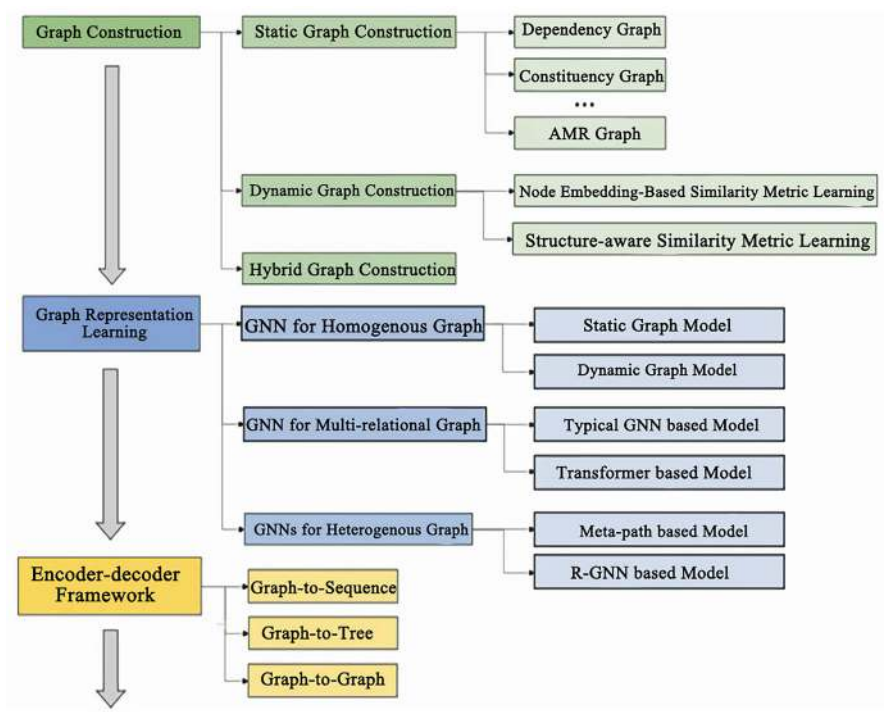 Graph Construction
Static Graph Construction
Dependency Graph
Constituency Graph
...
AMR Graph
Dynamic Graph Construction
Node Embedding-Based Similarity Metric Learning
Structure-aware Similarity Metric Learning
Hybrid Graph Construction
Graph Representation
Learning
GNN for Homogenous Graph
Static Graph Model
Dynamic Graph Model
GNN for Multi-relational Graph
Typical GNN based Model
Transformer based Model
GNNs for Heterogenous Graph
Meta-path based Model
R-GNN based Model
Encoder-decoder
Framework
Graph-to-Sequence
Graph-to-Tree
Graph-to-Graph